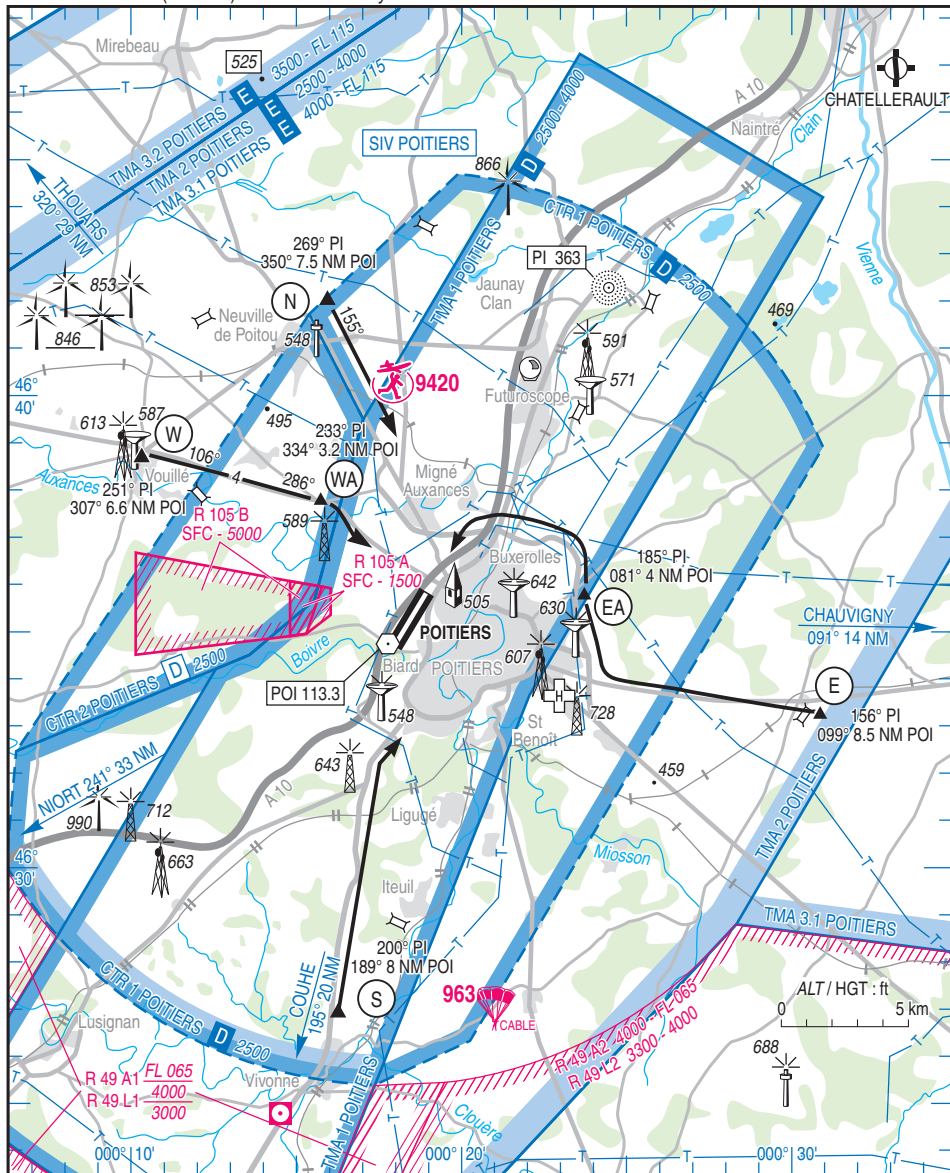 Mirebeau
525
3500 - FL 115
2500 - 4000
4000 - FL 115
E
E
E
TMA 3.2 POITIERS
TMA 2 POITIERS
TMA 3.1 POITIERS
SIV POITIERS
866
D
2500-4000
A 10
Naintré
Clain
CHATELLERAULT
THOUARS
320° 29 NM
CTR 1 POITIERS
D
2500
Vienne
269° PI
350° 7.5 NM POI
N
155°
TMA 1 POITIERS
PI 363
Jaunay
Clan
853
846
Neuville
de Poitou
548
469
591
571
9420
Futuroscope
46°
40'
495
613
587
W
106°
4
286°
Vouillé
Auxances
251° PI
307° 6.6 NM POI
233° PI
334° 3.2 NM POI
WA
Migné
Auxances
589
R 105 B
SFC - 5000
R 105 A
SFC - 1500
Buxerolles
642
505
630
185° PI
081° 4 NM POI
EA
CHAUVIGNY
091° 14 NM
POITIERS
607
POITIERS
Boivre
Biard
CTR 2 POITIERS
D
2500
POI 113.3
548
728
St
Benoît
E
156° PI
099° 8.5 NM POI
NIORT 241° 33 NM
A 10
643
459
TMA 2 POITIERS
990
712
663
Ligugé
Miosson
46°
30'
Iteuil
TMA 3.1 POITIERS
200° PI
189° 8 NM POI
S
COUHE
195° 20 NM
963
CABLE
CTR 1 POITIERS
D
2500
Lusignan
R 49 A2 4000 - FL 065
R 49 L2 3300 - 4000
ALT / HGT : ft
0
5 km
688
R 49 A1
R 49 L1
FL 065
4000
3000
Vivonne
TMA 1 POITIERS
Clouère
000° 10'
000° 20'
000° 30'